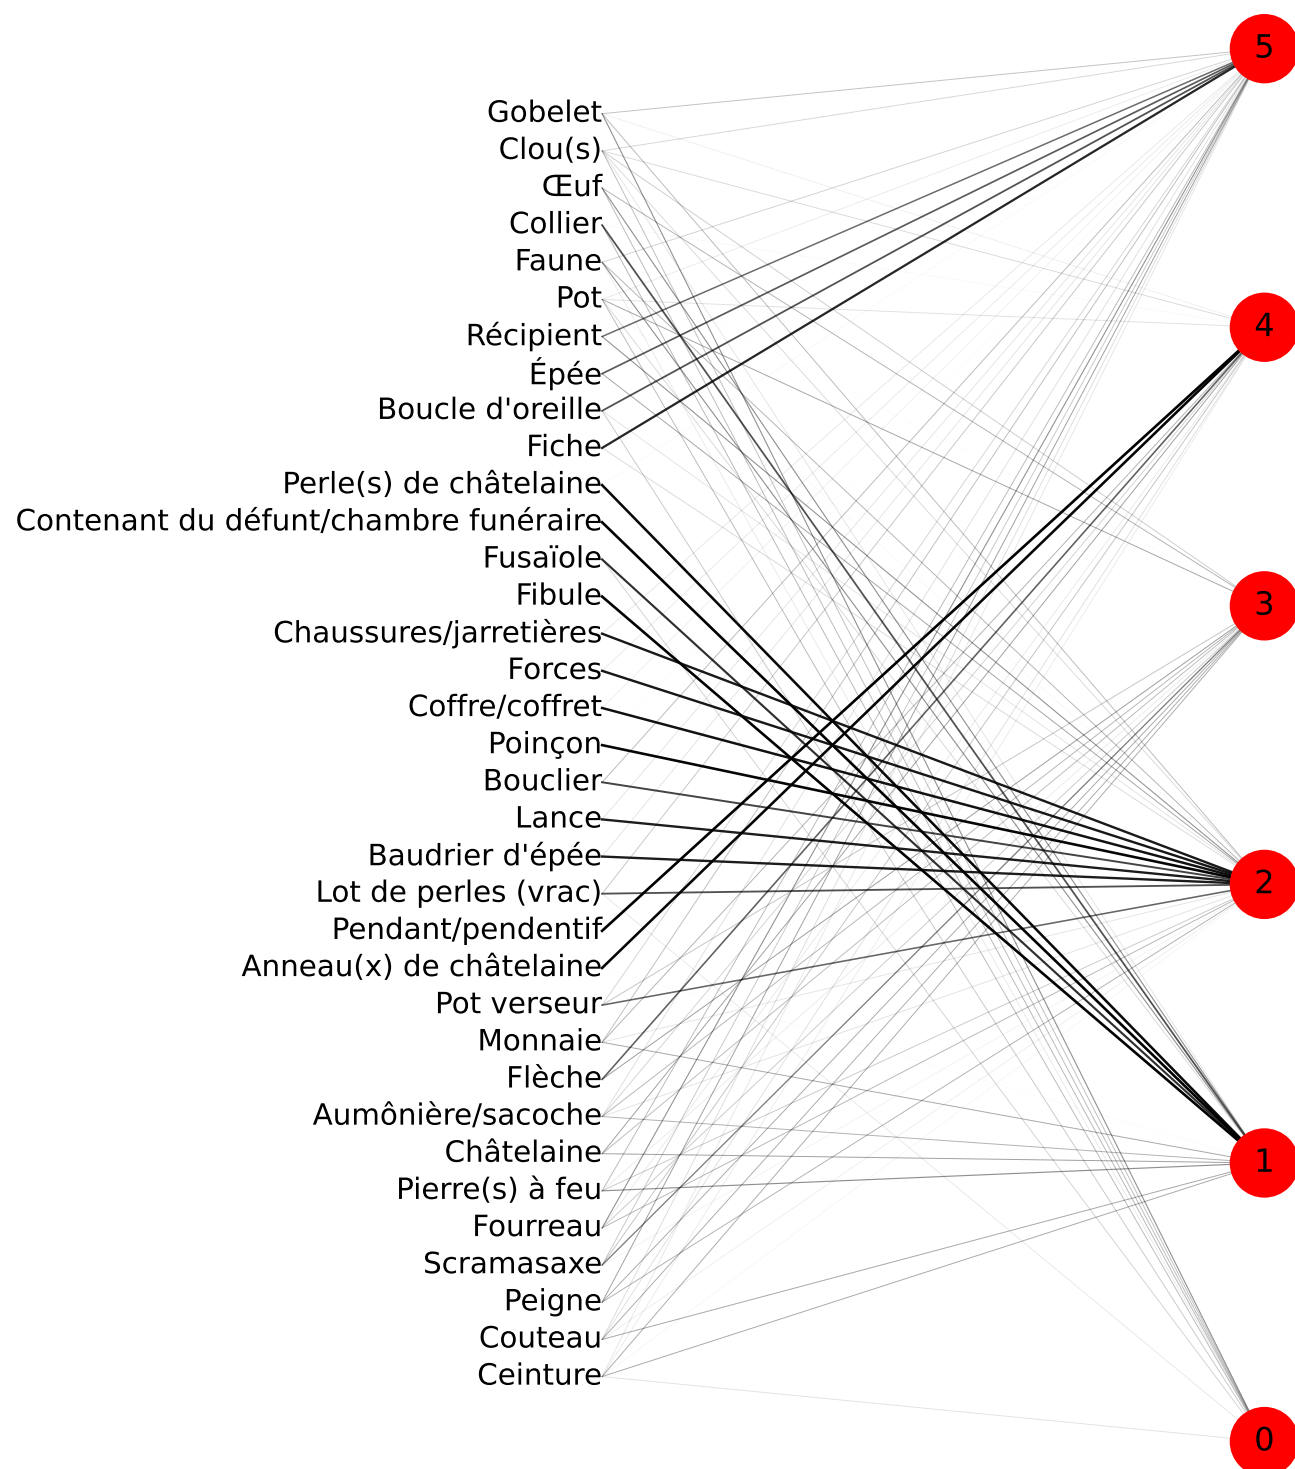 5
Gobelet
Clou(s)
Œuf
Collier
Faune
Pot
4
Récipient
Épée
Boucle d'oreille
Fiche
Perle(s) de châtelaine
Contenant du défunt/chambre funéraire
Fusaïole
Fibule
3
Chaussures/jarretières
Forces
Coffre/coffret
Poinçon
Bouclier
Lance
Baudrier d'épée
2
Lot de perles (vrac)
Pendant/pendentif
Anneau(x) de châtelaine
Pot verseur
Monnaie
Flèche
Aumônière/sacoche
Châtelaine
1
Pierre(s) à feu
Fourreau
Scramasaxe
Peigne
Couteau
Ceinture
0